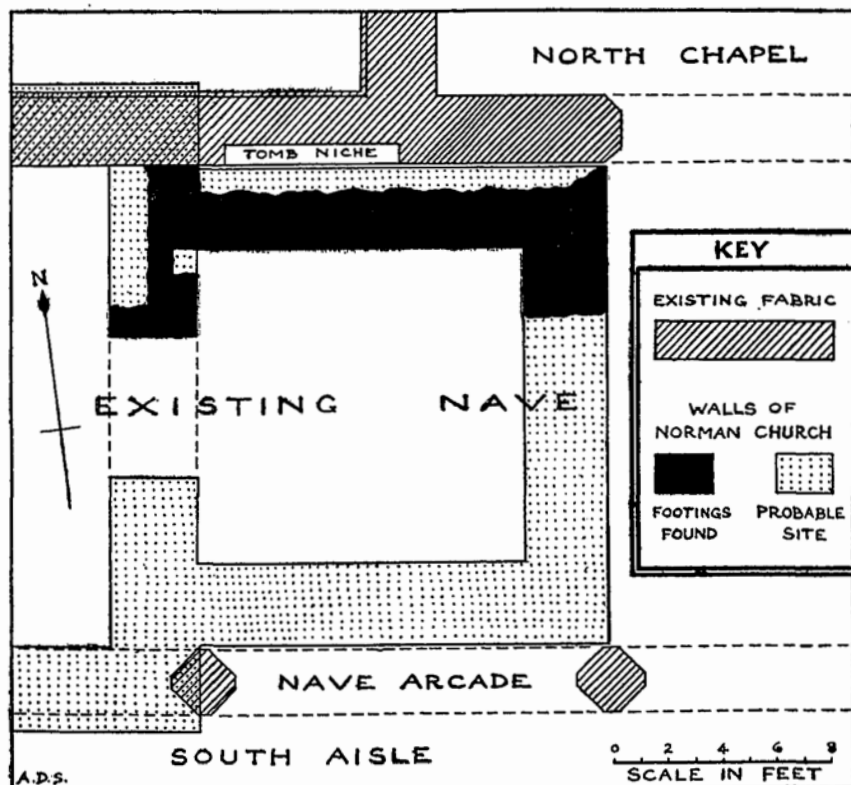 NORTH CHAPEL
TOMB NICHE
N
KEY
EXISTING FABRIC
EXISTING NAVE
WALLS OF
NORMAN CHURCH
FOOTINGS FOUND
PROBABLE SITE
NAVE ARCADE
SOUTH AISLE
0 2 4 6 8
SCALE IN FEET
A.D.S.